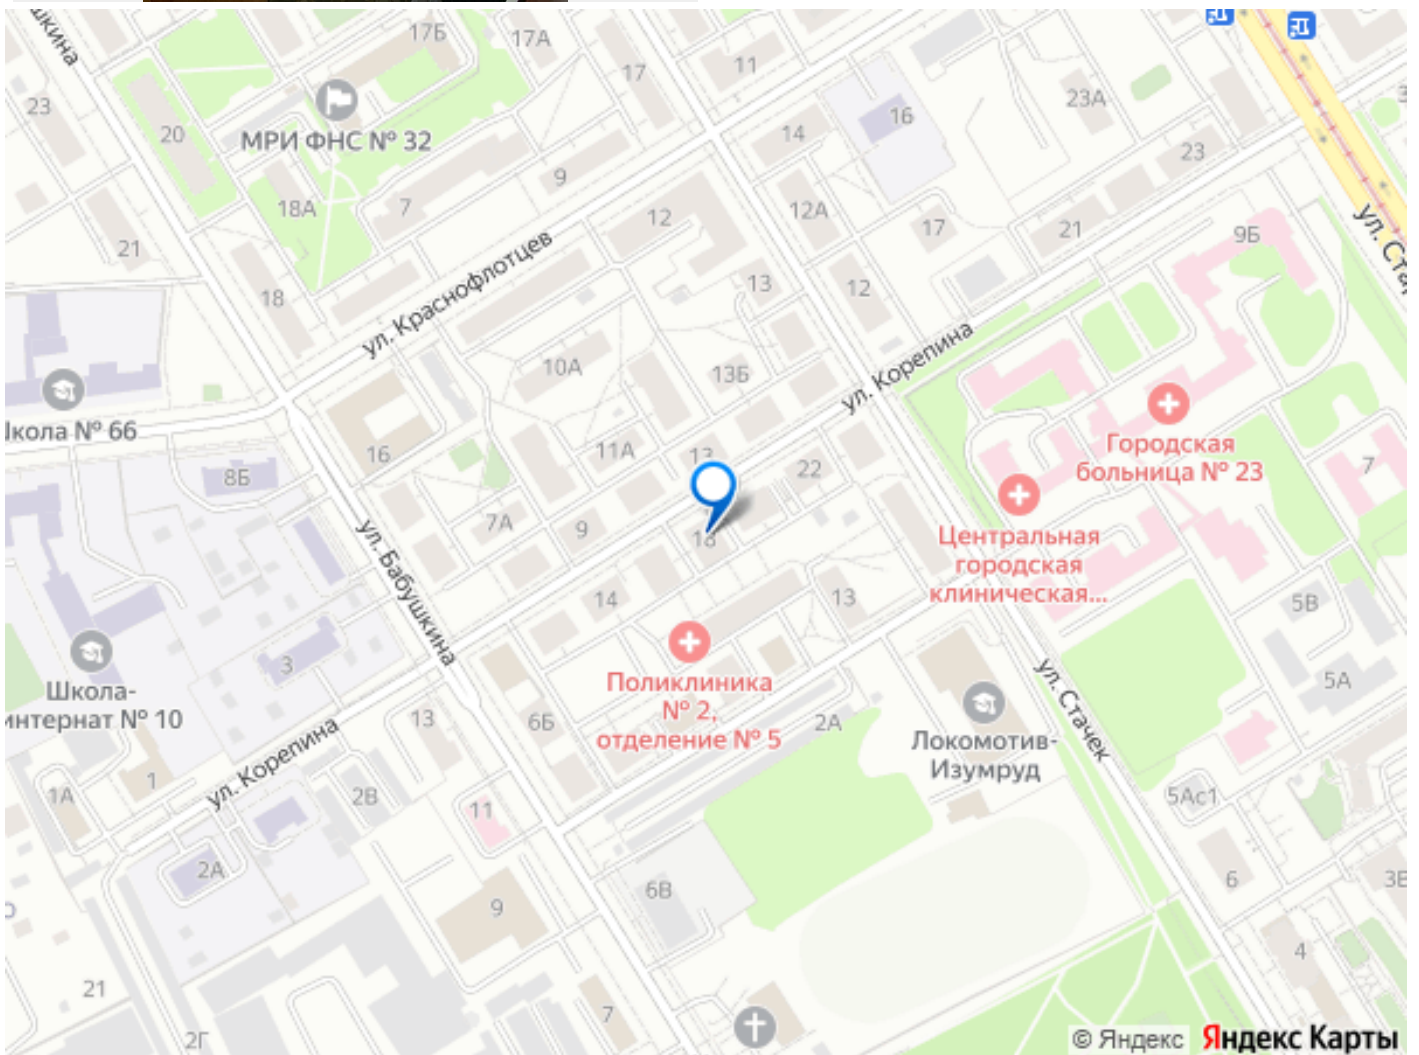 17Б
17А
11
17
23
20
МРИ ФНС № 32
14
16
23А
23
18А
7
9
12
12А
17
21
9Б
ул. Стар
21
18
ул. Краснофлотцев
13
12
10А
13Б
ул. Корепина
Школа № 66
16
8Б
11А
13
22
Городская
больница № 23
7
7А
9
18
Центральная
городская
клиническая...
ул. Бабушкина
14
13
5В
3
Школа-
интернат № 10
Поликлиника
№ 2,
отделение № 5
2А
6Б
13
ул. Корепина
ул. Стачек
Локомотив-
Изумруд
5А
1
1А
2В
11
5Ас1
2А
6В
9
6
3В
21
4
7
2Г
© Яндекс Яндекс Карты